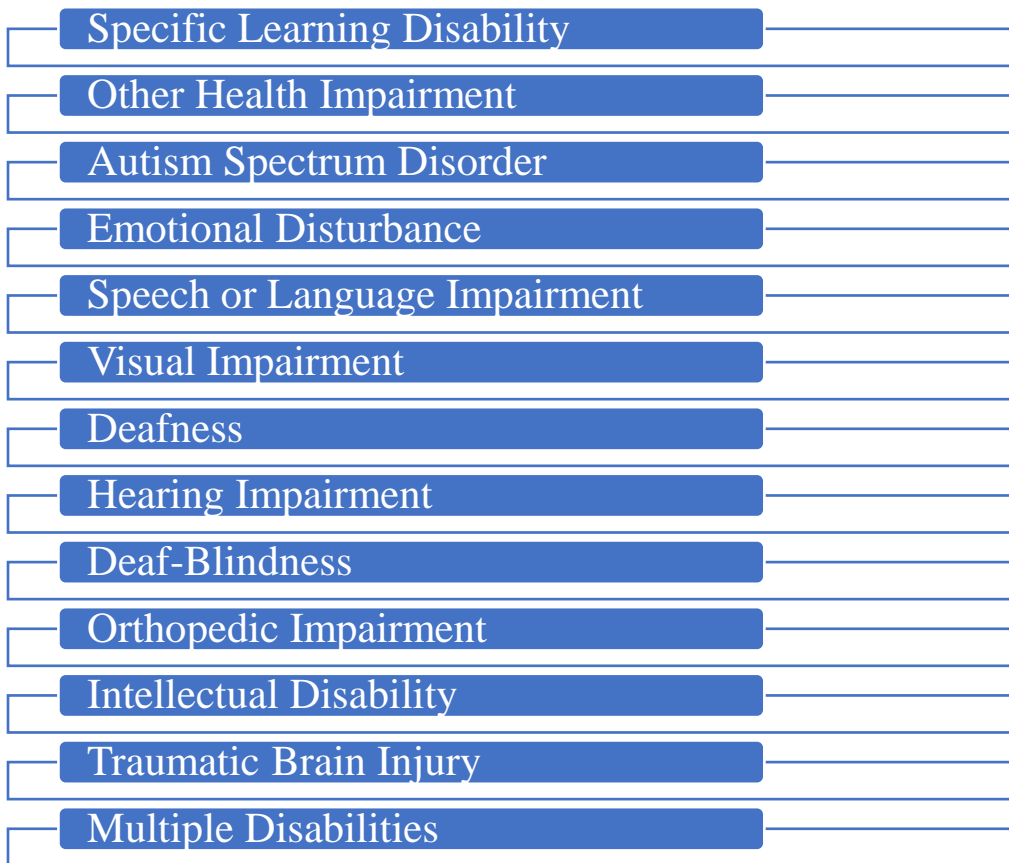 Specific Learning Disability
Other Health Impairment
Autism Spectrum Disorder
Emotional Disturbance
Speech or Language Impairment
Visual Impairment
Deafness
Hearing Impairment
Deaf-Blindness
Orthopedic Impairment
Intellectual Disability
Traumatic Brain Injury
Multiple Disabilities